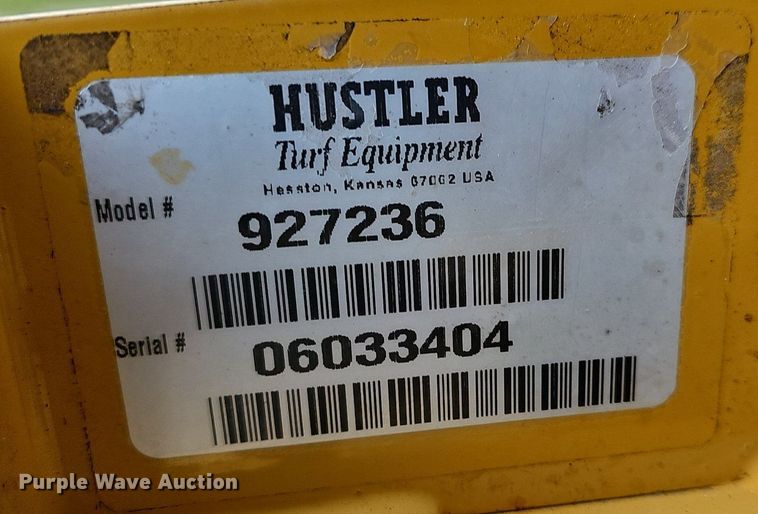 HUSTLER
Turf Equipment
Hesston, Kansas 67062 USA
Model # 927236
Serial # 06033404
Purple Wave Auction